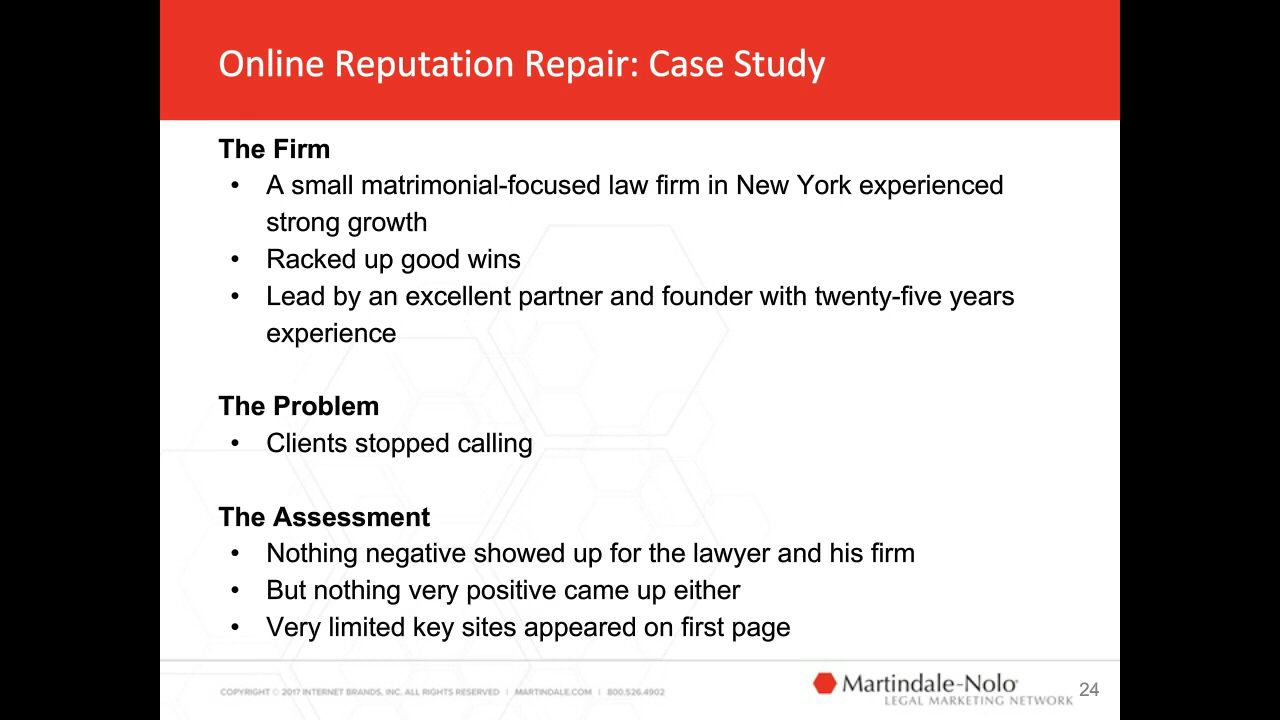 Online Reputation Repair: Case Study
The Firm
• A small matrimonial-focused law firm in New York experienced
strong growth
• Racked up good wins
• Lead by an excellent partner and founder with twenty-five years
experience
The Problem
• Clients stopped calling
The Assessment
• Nothing negative showed up for the lawyer and his firm
• But nothing very positive came up either
• Very limited key sites appeared on first page
COPYRIGHT © 2017 INTERNET BRANDS, INC. ALL RIGHTS RESERVED | MARTINDALE.COM | 800.526.4902
Martindale-Nolo®
LEGAL MARKETING NETWORK
24